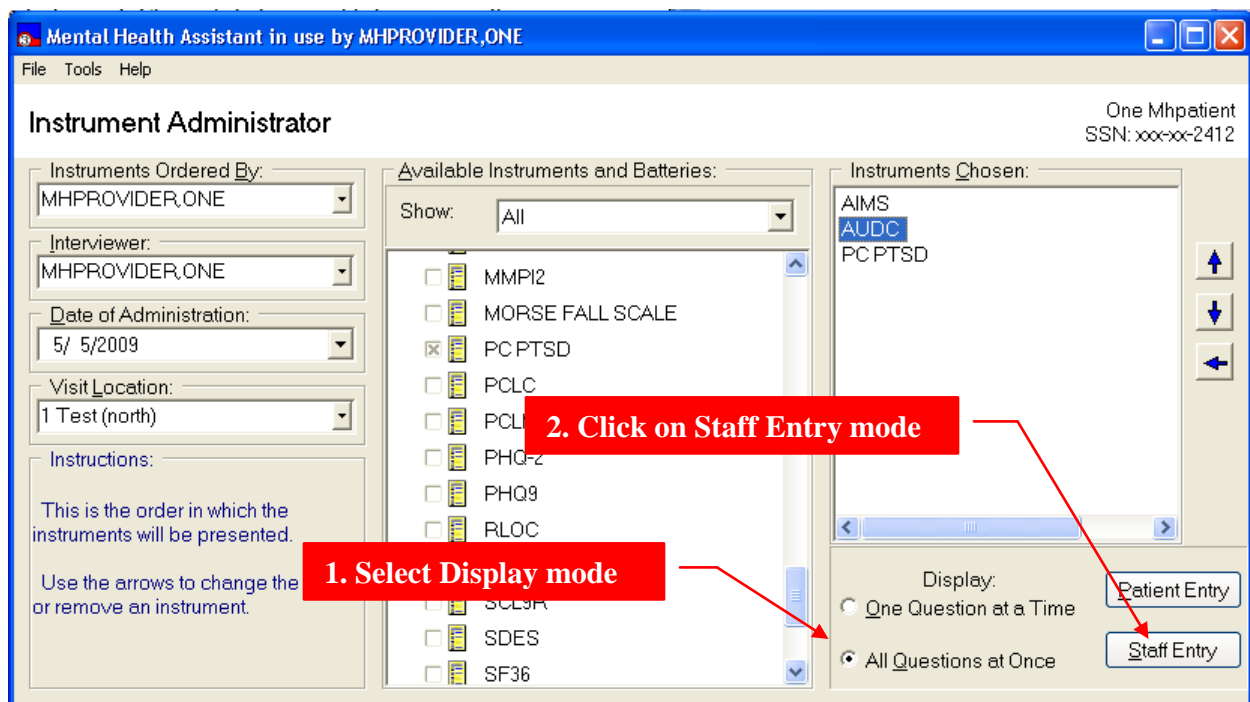 Mental Health Assistant in use by MHPROVIDER,ONE
File Tools Help
Instrument Administrator
One Mhpatient
SSN: xxx-xx-2412
Instruments Ordered By:
MHPROVIDER,ONE
Interviewer:
MHPROVIDER,ONE
Date of Administration:
5/ 5/2009
Visit Location:
1 Test (north)
Instructions:
This is the order in which the
instruments will be presented.
Use the arrows to change the
or remove an instrument.
Available Instruments and Batteries:
Show: All
MMPI2
MORSE FALL SCALE
PC PTSD
PCLC
PHQ-2
PHQ9
RLOC
SCL9R
SDES
SF36
Instruments Chosen:
AIMS
AUDC
PC PTSD
2. Click on Staff Entry mode
1. Select Display mode
Display:
One Question at a Time
All Questions at Once
Patient Entry
Staff Entry